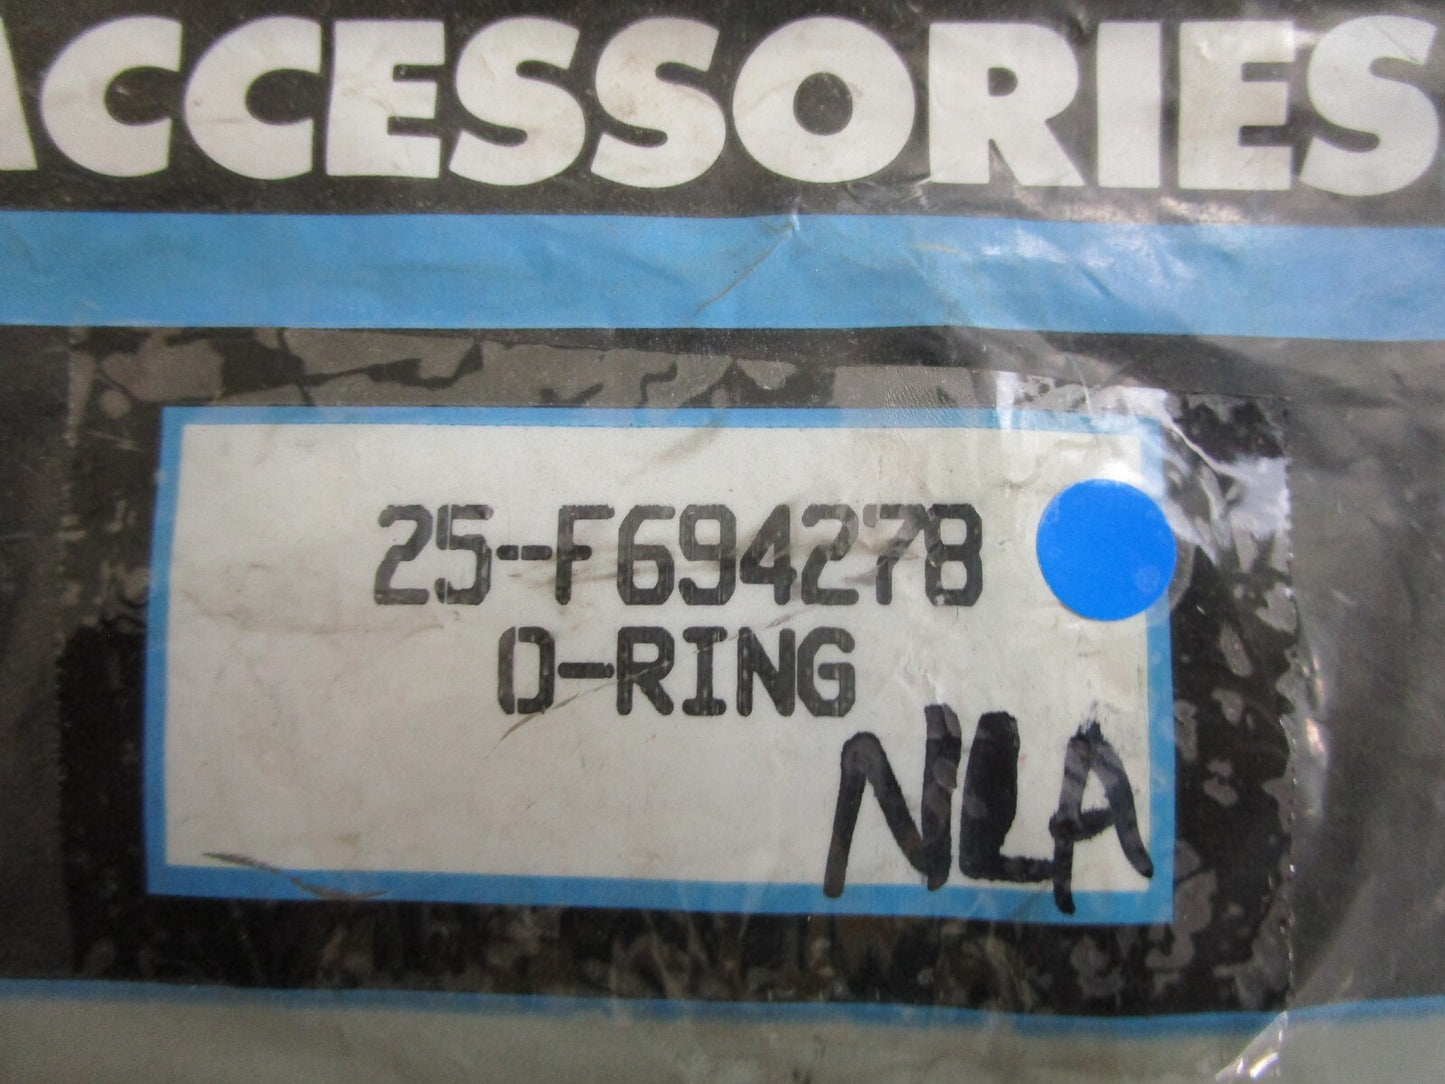 ACCESSORIES
25-F694278
O-RING
NLA